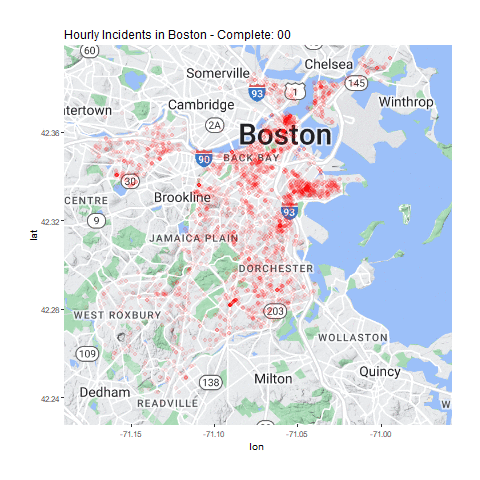 Hourly Incidents in Boston - Complete: 00
60
Somerville
Chelsea
145
93
1
Winthrop
Cambridge
tertown
2A
42.36
Boston
90
BACK BAY
30
Brookline
CENTRE
93
9
42.32
JAMAICA PLAIN
lat
DORCHESTER
42.28
WEST ROXBURY
203
WOLLASTON
109
Quincy
138
Milton
Dedham
42.24
READVILLE
W
-71.15
-71.10
-71.05
-71.00
lon